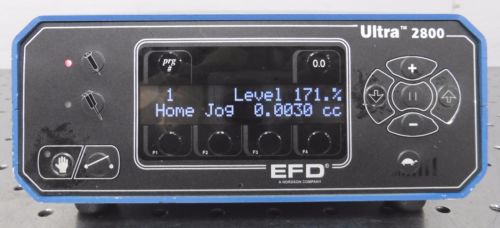 Ultra™ 2800
prg
#
0.0
1 Level 171.%
Home Jog 0.0030 cc
F1 F2 F3 F4
EFD®
A NORDSON COMPANY